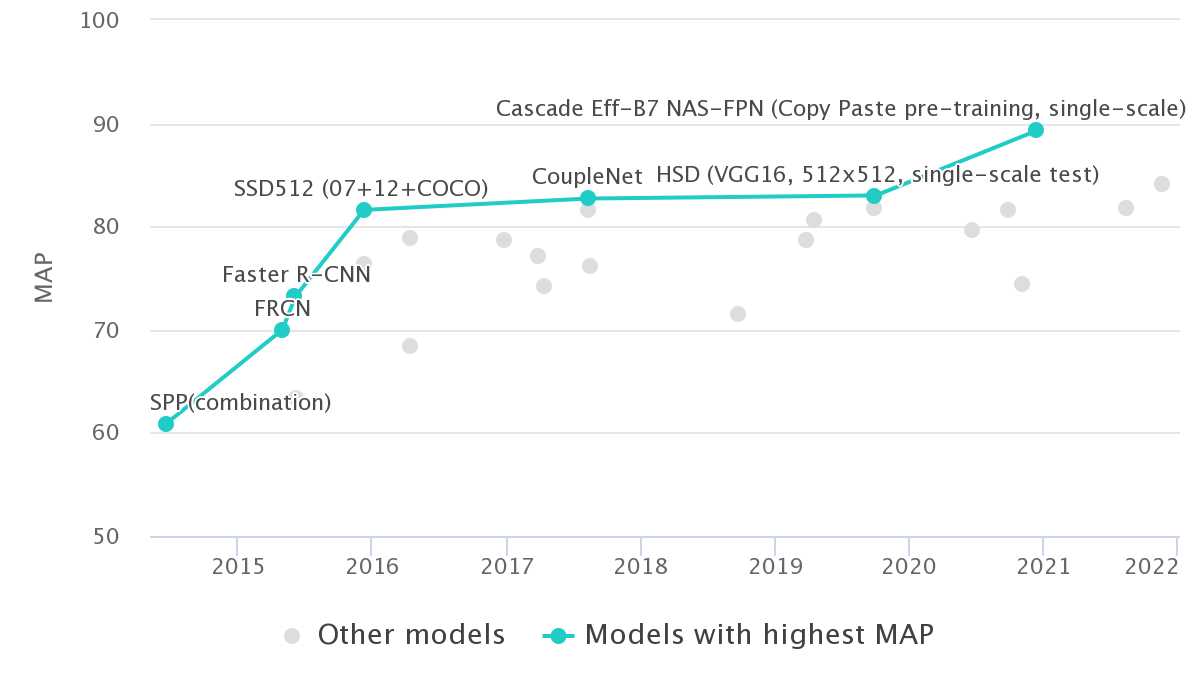 100
Cascade Eff-B7 NAS-FPN (Copy Paste pre-training, single-scale)
90
SSD512 (07+12+COCO)
CoupleNet
HSD (VGG16, 512x512, single-scale test)
80
MAP
Faster R-CNN
FRCN
70
SPP(combination)
60
50
2015 2016 2017 2018 2019 2020 2021 2022
Other models
Models with highest MAP